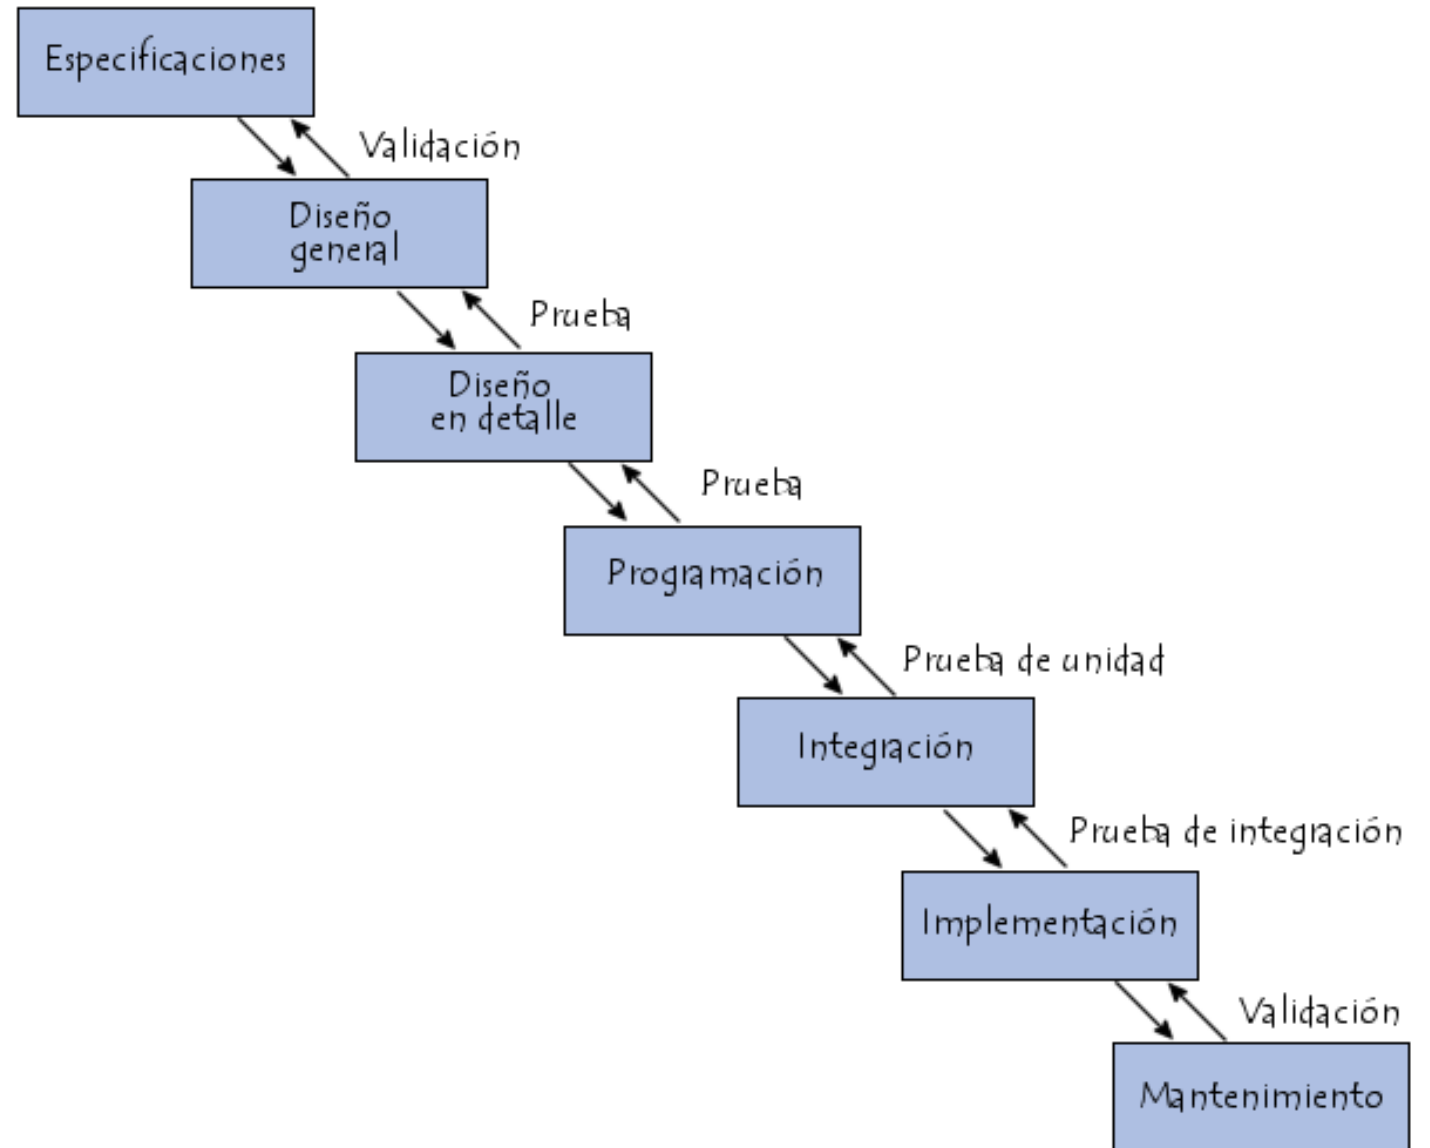 Especificaciones
Validación
Diseño
general
Prueba
Diseño
en detalle
Prueba
Programación
Prueba de unidad
Integración
Prueba de integración
Implementación
Validación
Mantenimiento